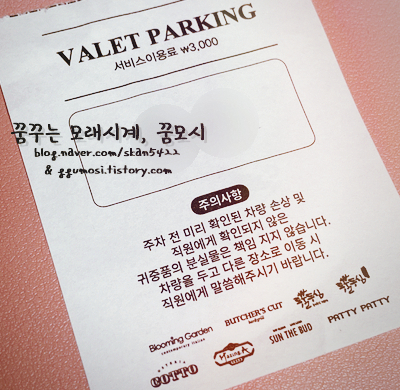 VALET PARKING
서비스이용료 ₩3,000
꿈꾸는 모래시계, 꿈모시
blog.naver.com/skan5422
& ggumosi.tistory.com
주의사항
주차 전 미리 확인된 차량 손상 및
직원에게 확인되지 않은
귀중품의 분실물은 책임 지지 않습니다.
차량을 두고 다른 장소로 이동 시
직원에게 말씀해주시기 바랍니다.
Blooming Garden
contemporary italian
BUTCHER'S CUT
COTTO
SUN THE BUD
PATTY PATTY